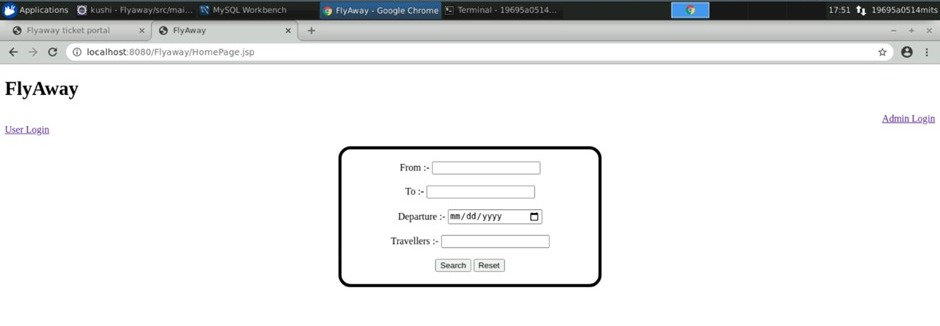 Applications kushi - Flyaway/src/mai... MySQL Workbench FlyAway - Google Chrome Terminal - 19695a0514... 17:51 19695a0514mits
Flyaway ticket portal FlyAway
localhost:8080/Flyaway/HomePage.jsp
FlyAway
Admin Login
User Login
From :-
To :-
Departure :- mm/dd/yyyy
Travellers :-
Search Reset